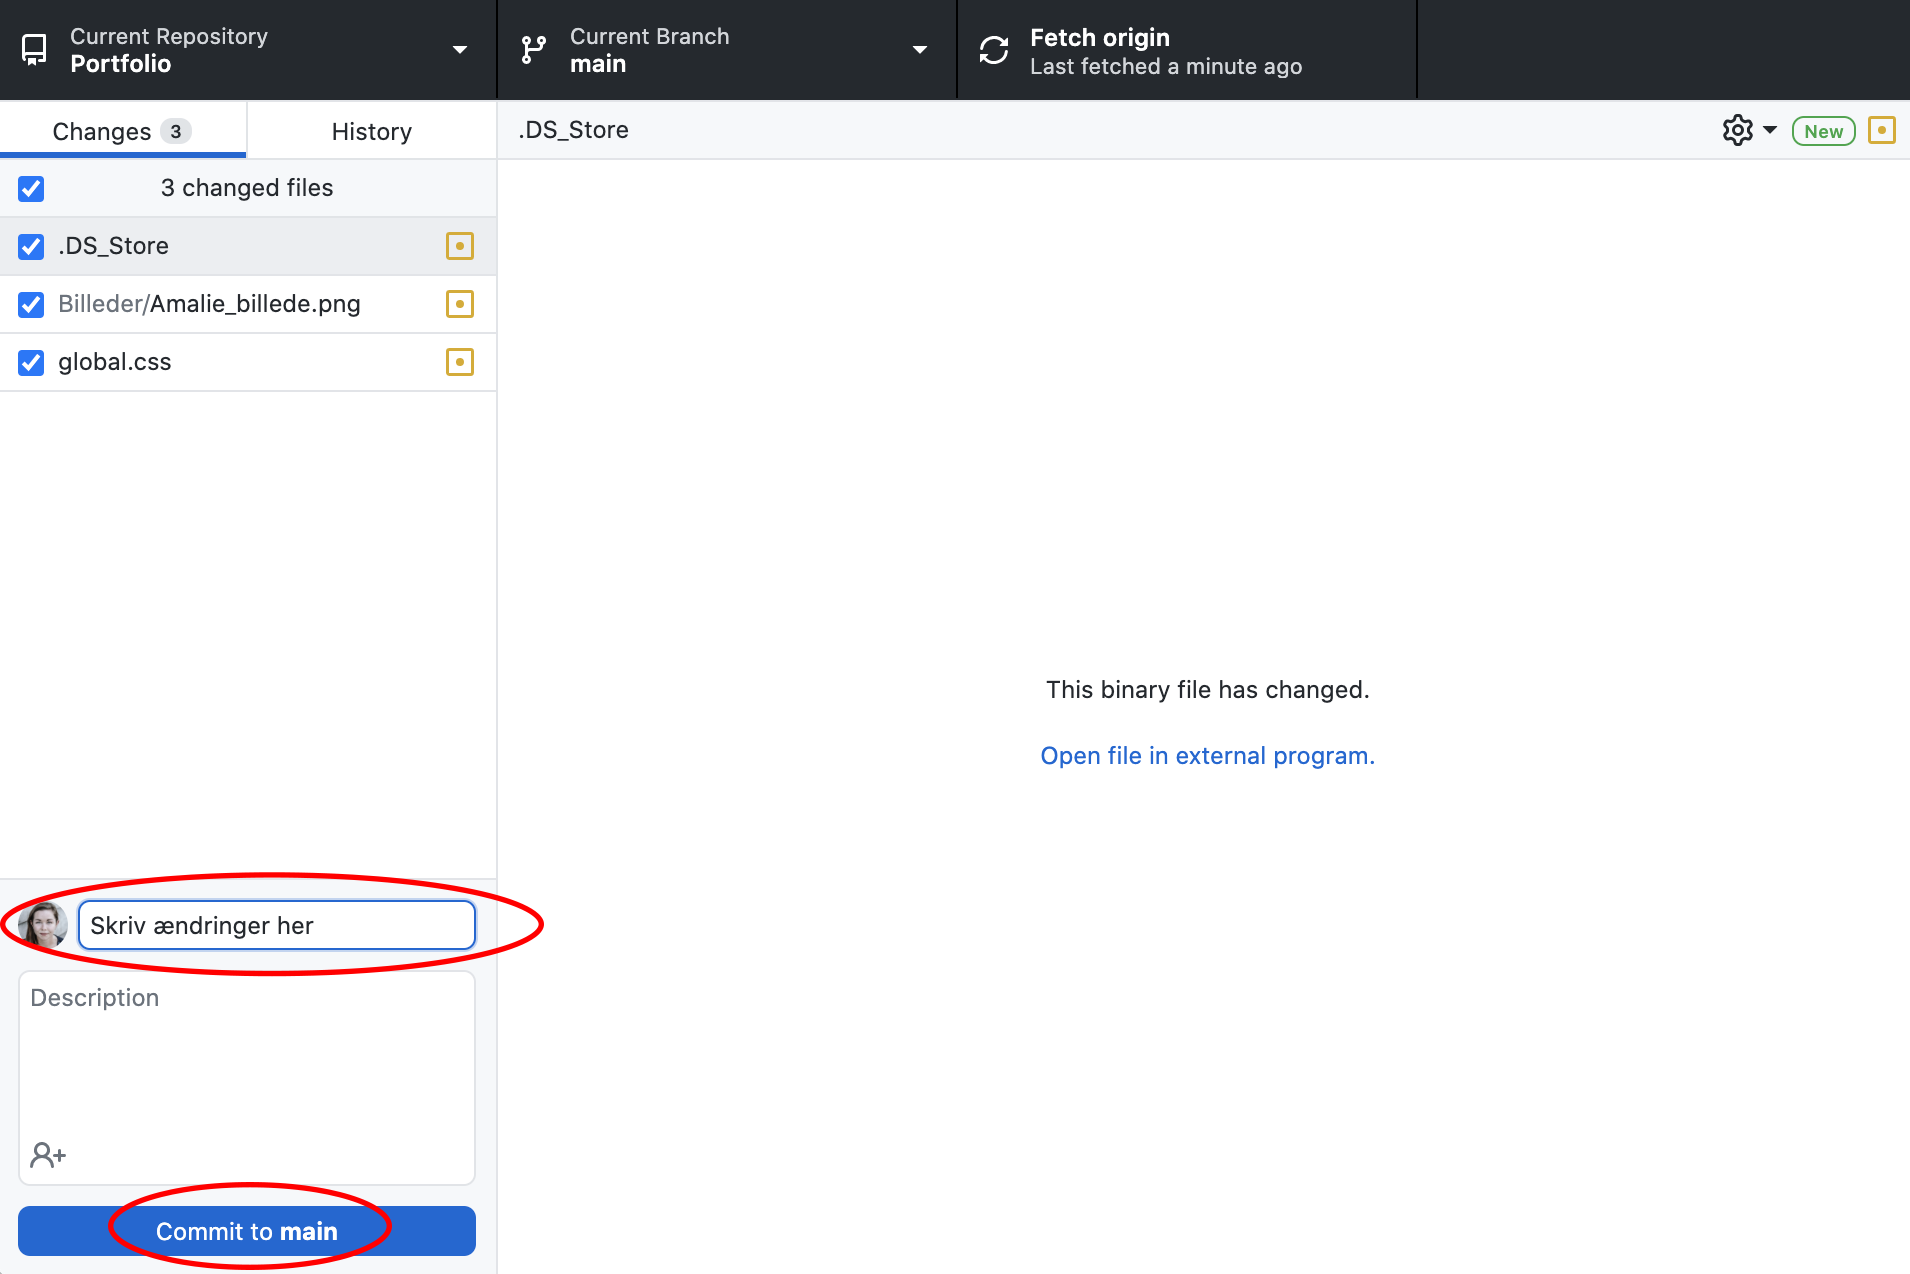 Current Repository
Portfolio
Current Branch
main
Fetch origin
Last fetched a minute ago
Changes 3
History
.DS_Store
New
3 changed files
.DS_Store
Billeder/Amalie_billede.png
global.css
This binary file has changed.
Open file in external program.
Skriv ændringer her
Description
Commit to main